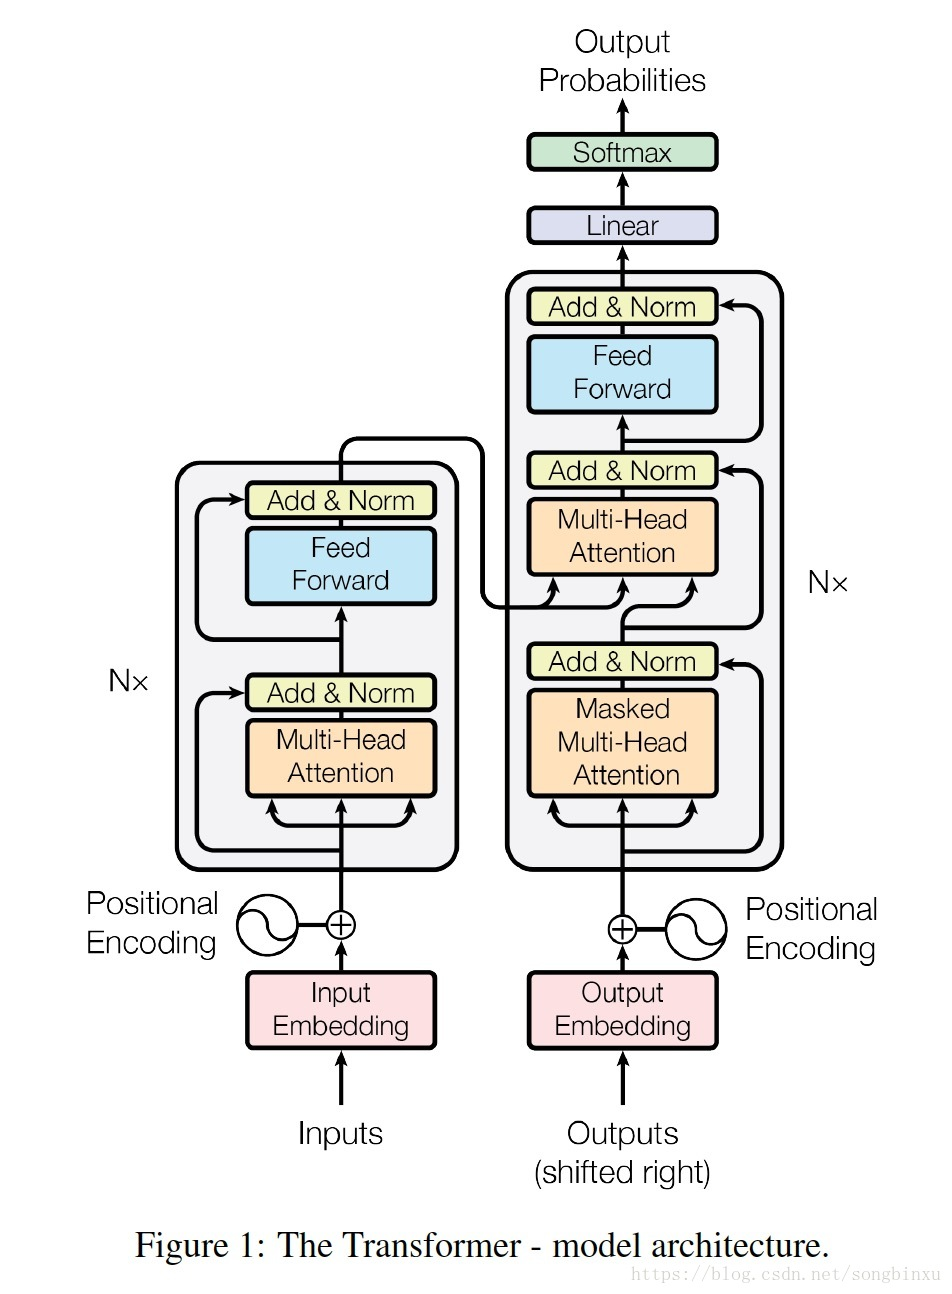 Output
Probabilities
Softmax
Linear
Add & Norm
Feed
Forward
Add & Norm
Multi-Head
Attention
Add & Norm
Masked
Multi-Head
Attention
Nx
Positional
Encoding
Output
Embedding
Outputs
(shifted right)
Add & Norm
Feed
Forward
Add & Norm
Multi-Head
Attention
Nx
Positional
Encoding
Input
Embedding
Inputs
Figure 1: The Transformer - model architecture.
https://blog.csdn.net/songbinxu